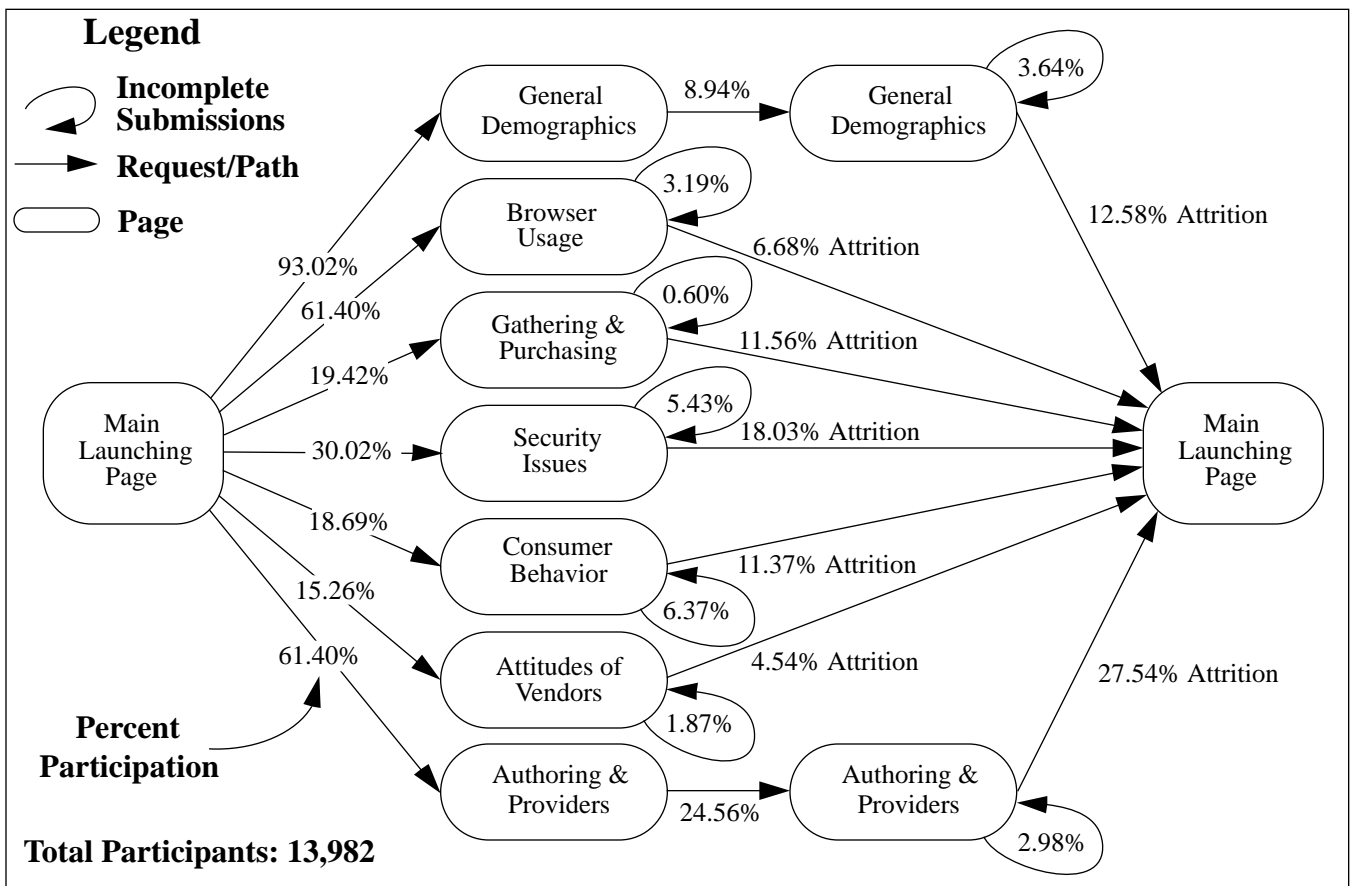 Legend
Incomplete
Submissions
Request/Path
Page
General
Demographics
8.94%
General
Demographics
3.64%
Browser
Usage
3.19%
12.58% Attrition
6.68% Attrition
93.02%
61.40%
Gathering &
Purchasing
0.60%
11.56% Attrition
19.42%
Main
Launching
Page
30.02%
Security
Issues
5.43%
18.03% Attrition
Main
Launching
Page
18.69%
Consumer
Behavior
11.37% Attrition
6.37%
15.26%
61.40%
Attitudes of
Vendors
4.54% Attrition
1.87%
27.54% Attrition
Percent
Participation
Authoring &
Providers
24.56%
Authoring &
Providers
2.98%
Total Participants: 13,982